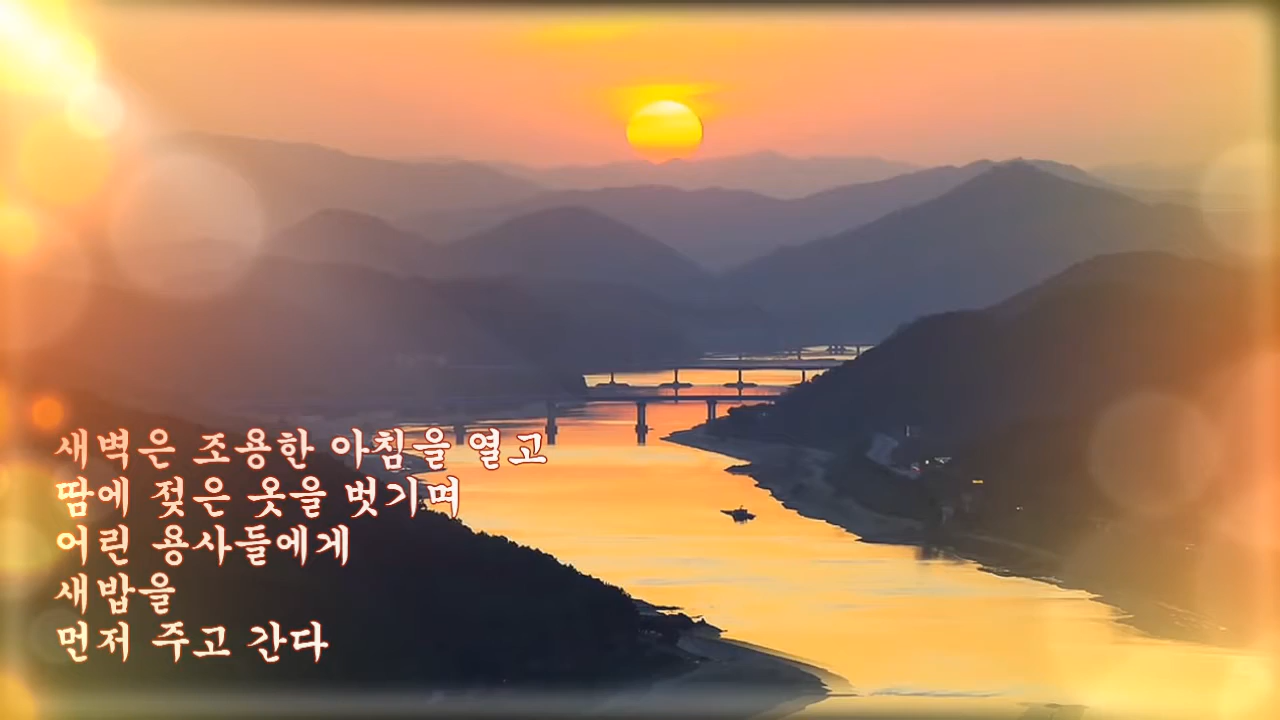 새벽은 조용한 아침을 열고
땀에 젖은 옷을 벗기며
어린 용사들에게
새밥을
먼저 주고 간다